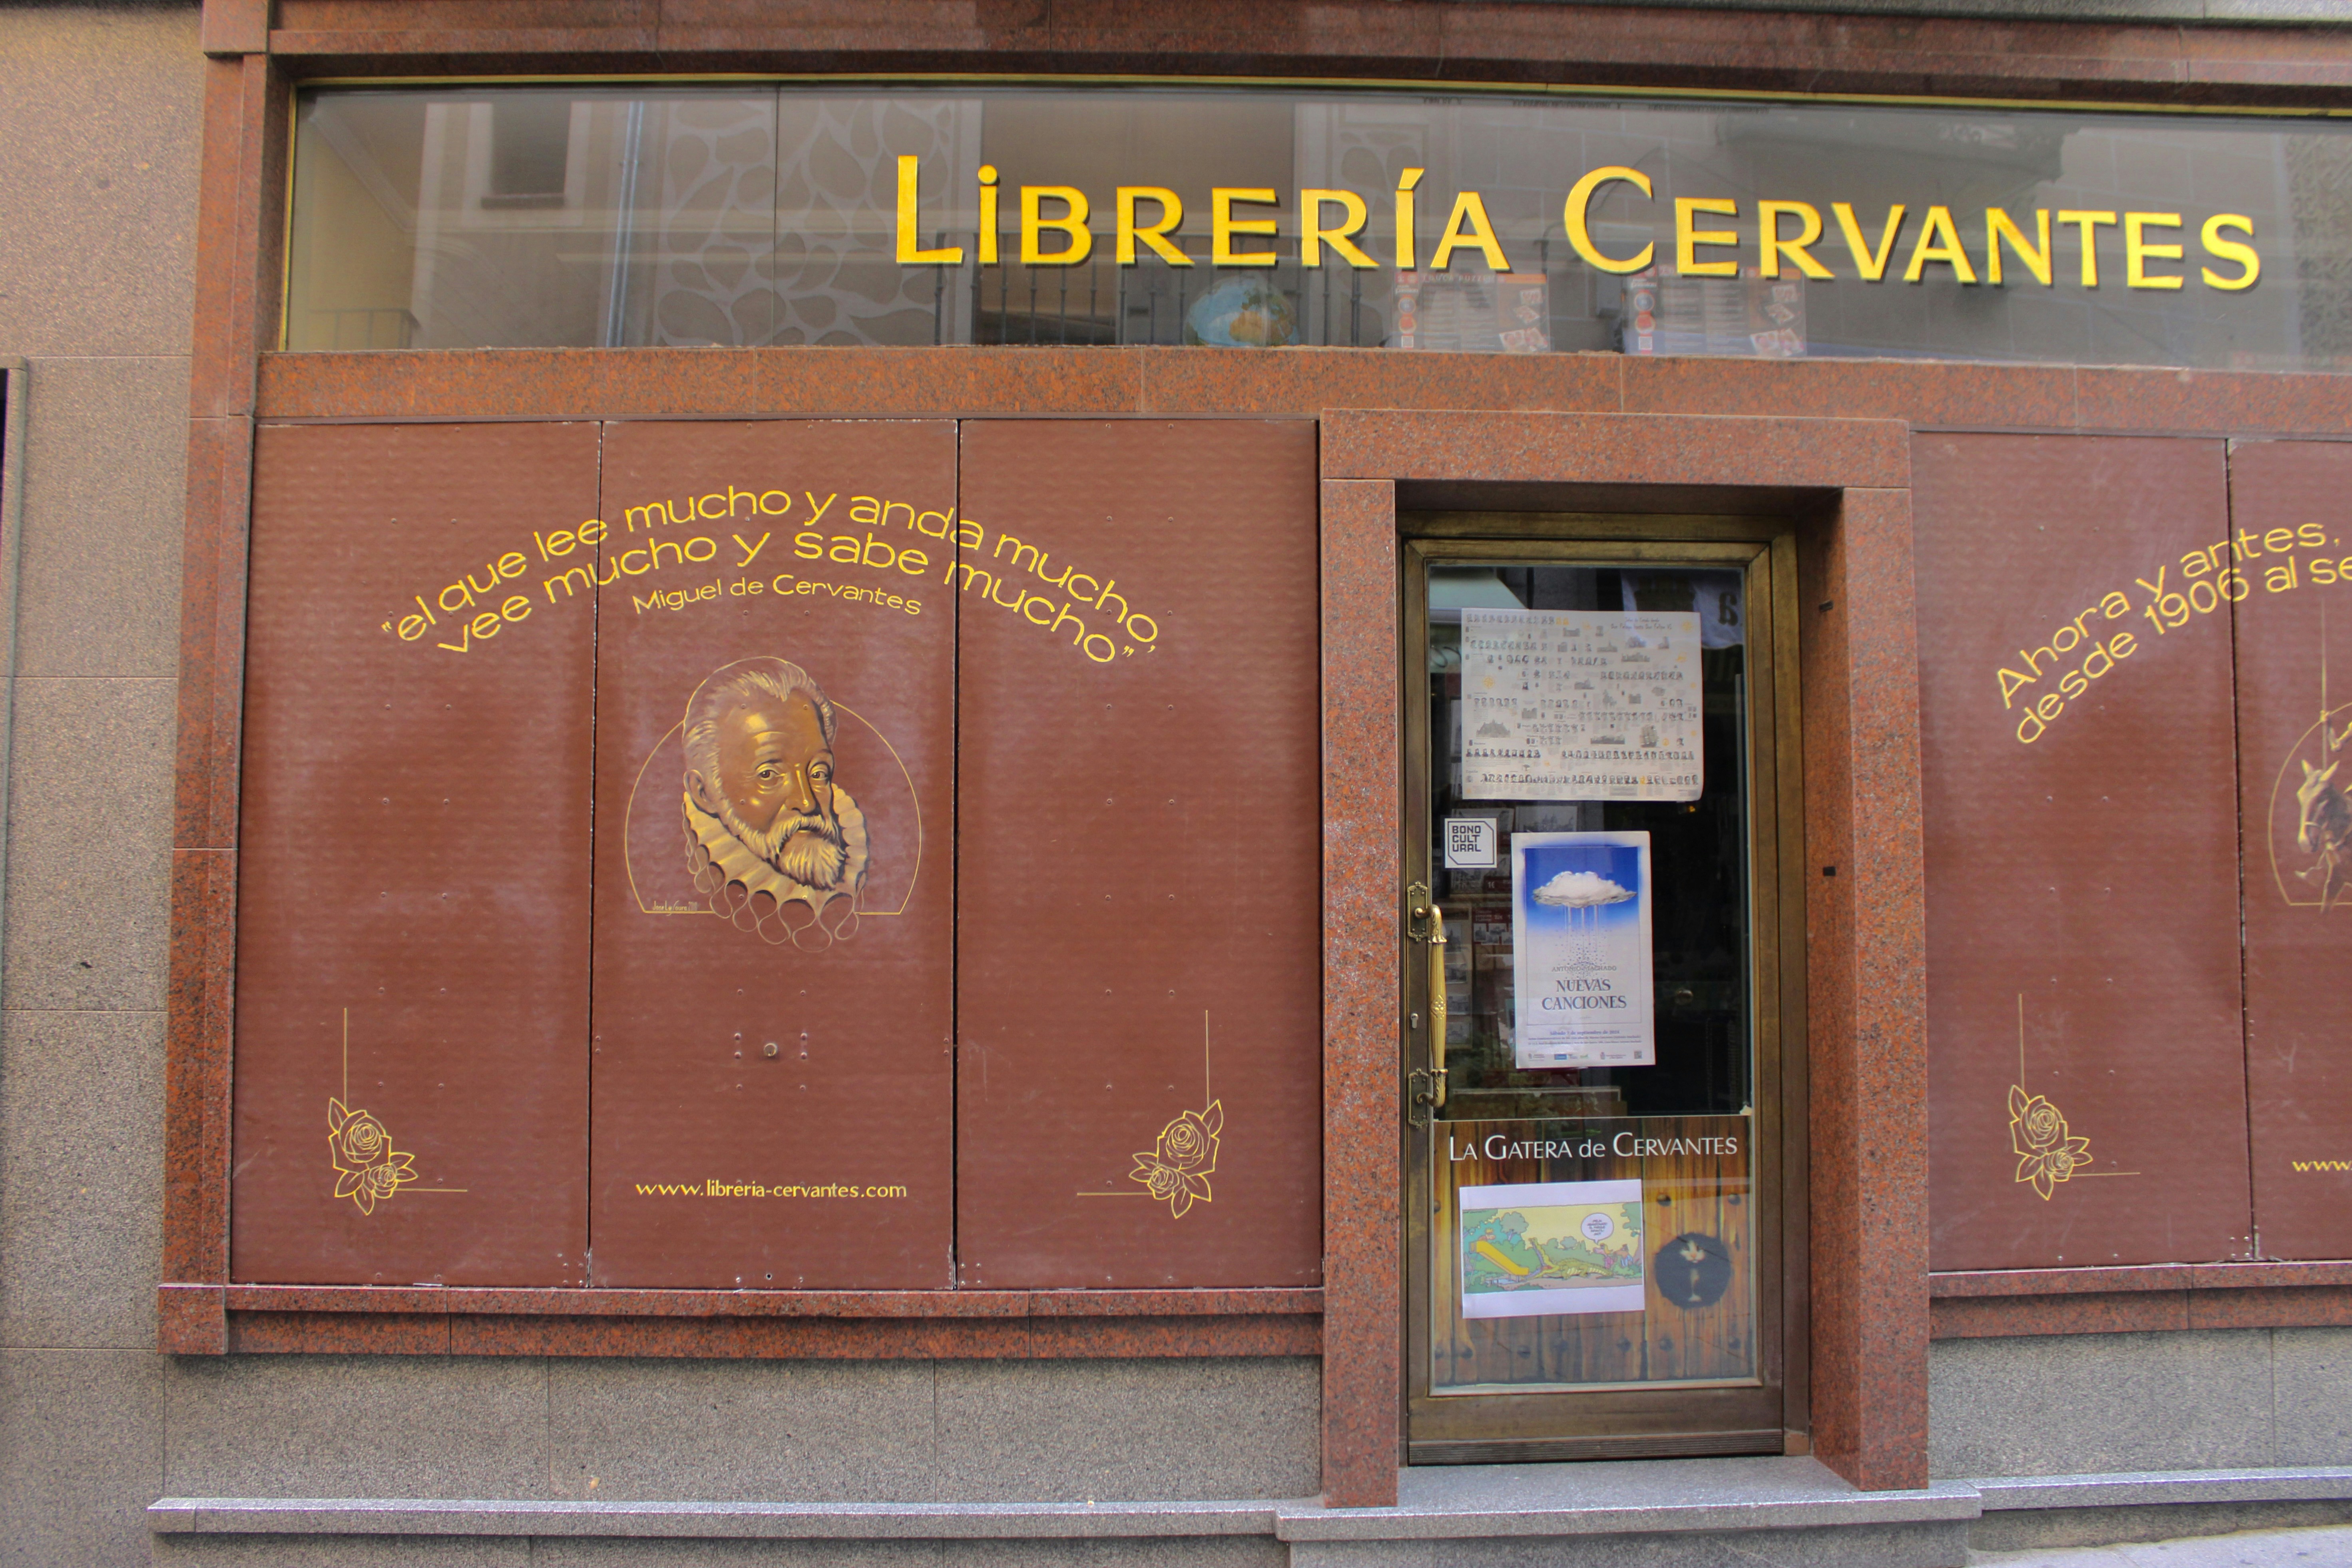 LiBRERÍA CERVANTES
"el que lee mucho y anda mucho,
vee mucho y sabe mucho"
Miguel de Cervantes
www.libreria-cervantes.com
BONO
CULT
URAL
NUEVAS
CANCIONES
LA GATERA de CERVANTES
Ahora y antes,
desde 1906 al se
www.